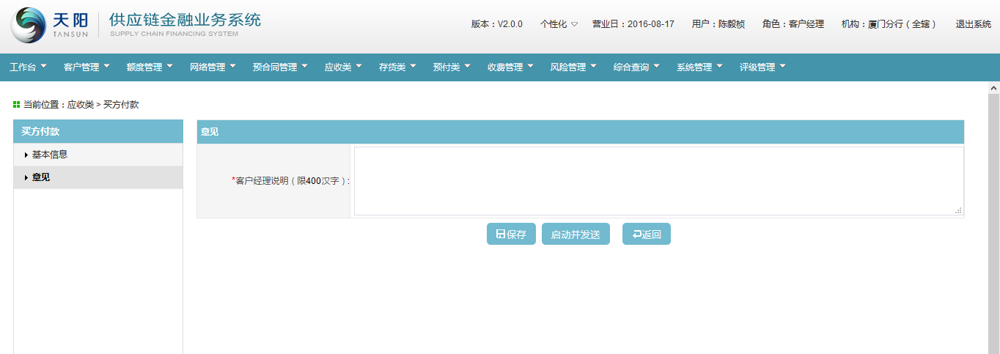 天阳
TANSUN
供应链金融业务系统
SUPPLY CHAIN FINANCING SYSTEM
版本：V2.0.0 个性化 营业日：2016-08-17 用户：陈毅桢 角色：客户经理 机构：厦门分行（全辖） 退出系统
工作台 客户管理 额度管理 网络管理 预合同管理 应收类 存货类 预付类 收费管理 风险管理 综合查询 系统管理 评级管理
当前位置：应收类 > 买方付款
买方付款
基本信息
意见
意见
*客户经理说明（限400汉字）:
保存 启动并发送 返回